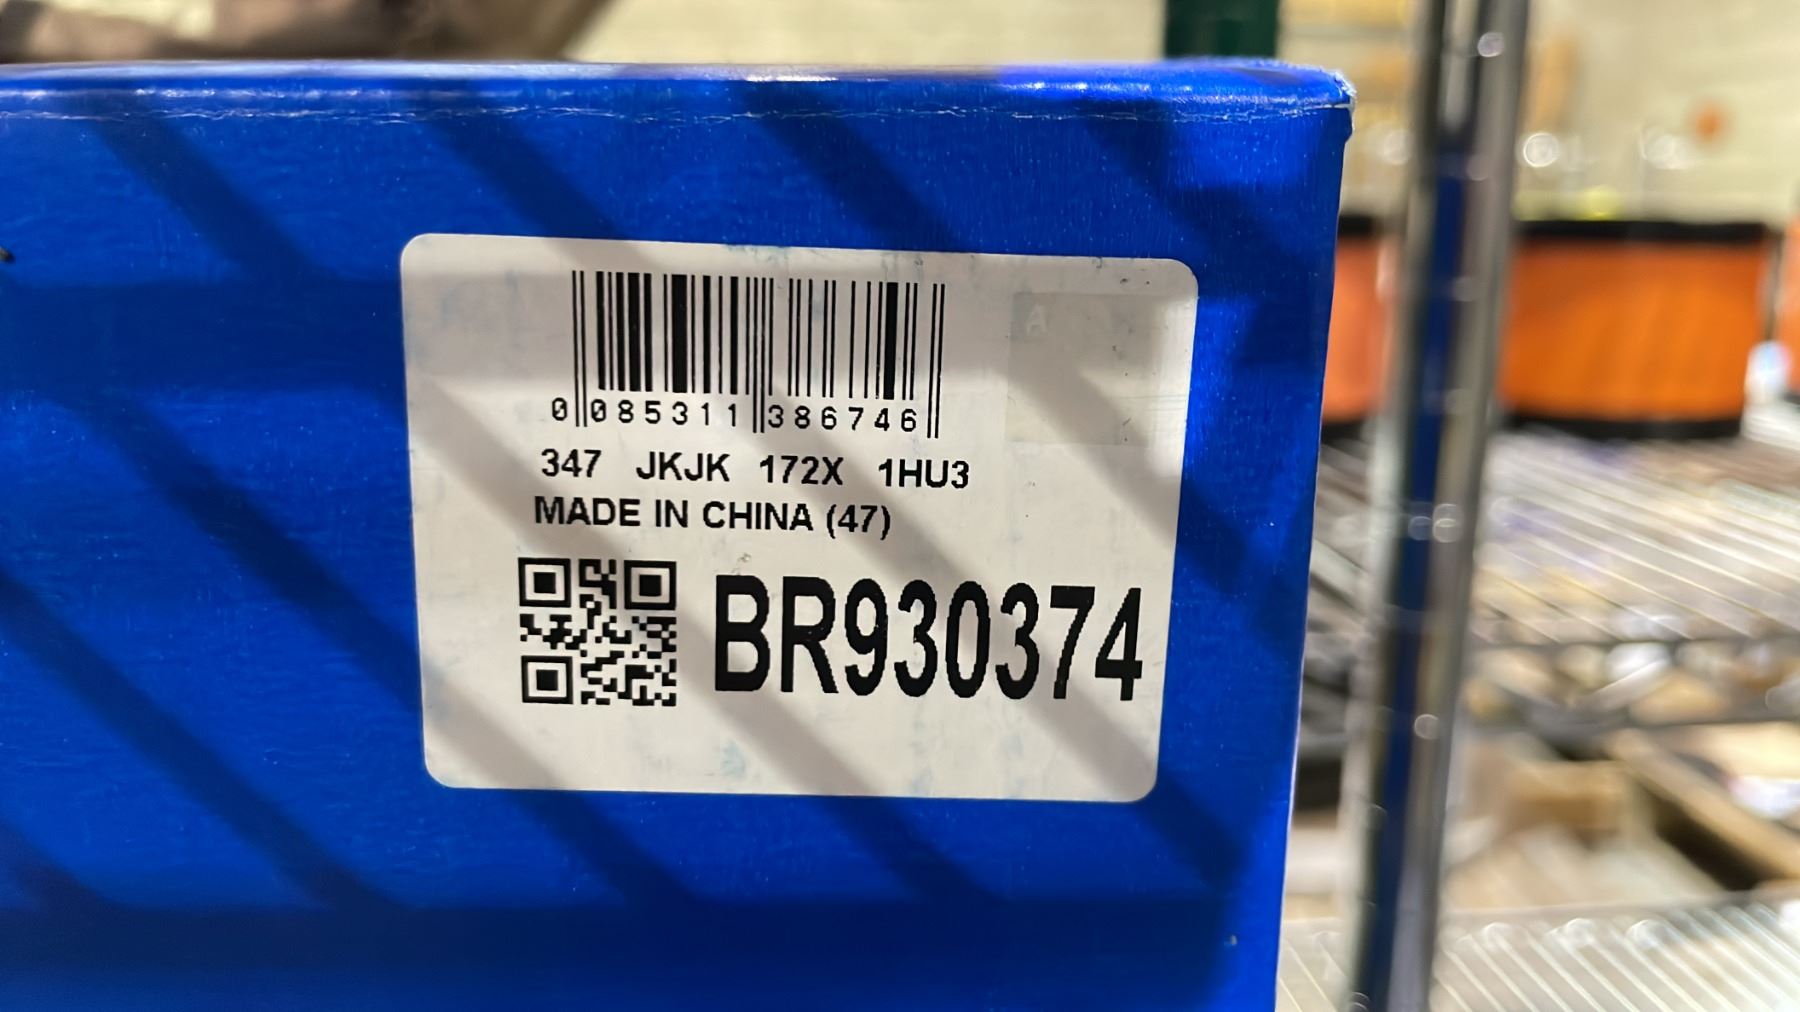 0 085311 386746
347 JKJK 172X 1HU3
MADE IN CHINA (47)
BR930374
A